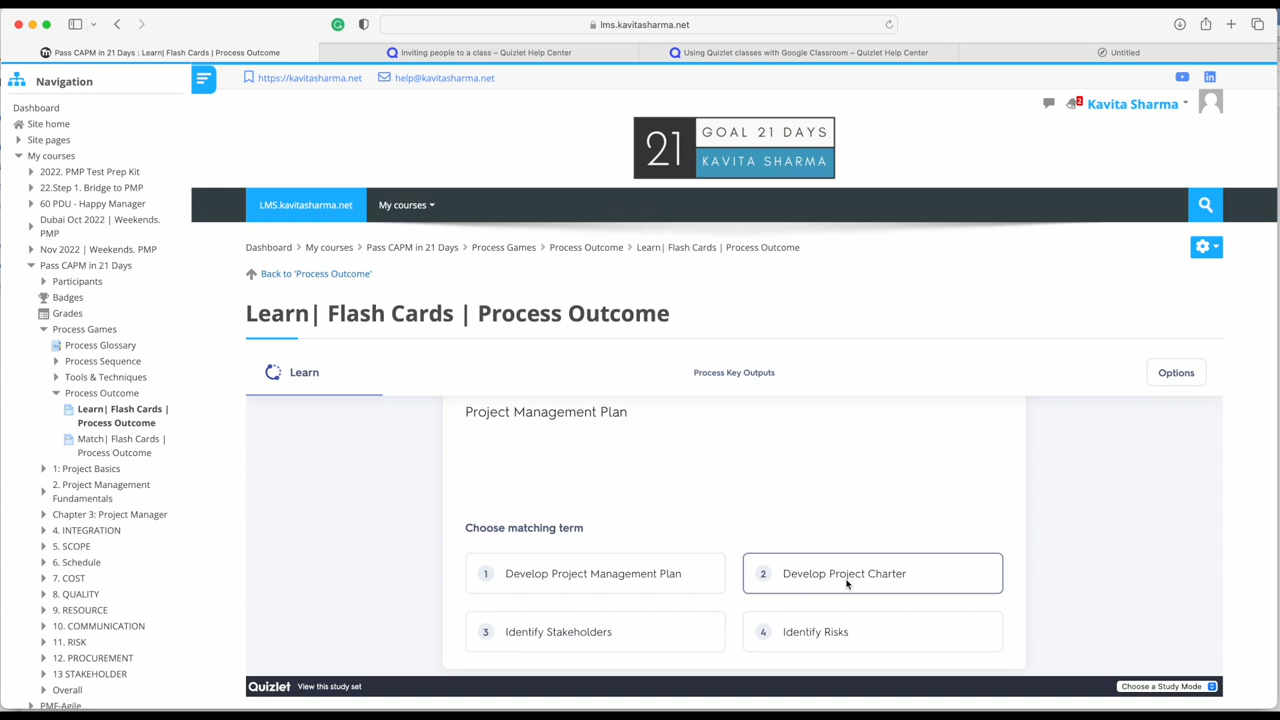 lms.kavitasharma.net
Pass CAPM in 21 Days : Learn| Flash Cards | Process Outcome
Inviting people to a class – Quizlet Help Center
Using Quizlet classes with Google Classroom – Quizlet Help Center
Untitled
Navigation
https://kavitasharma.net
help@kavitasharma.net
Dashboard
Site home
Site pages
My courses
2022. PMP Test Prep Kit
22.Step 1. Bridge to PMP
60 PDU - Happy Manager
Dubai Oct 2022 | Weekends.
PMP
Nov 2022 | Weekends. PMP
Pass CAPM in 21 Days
Participants
Badges
Grades
Process Games
Process Glossary
Process Sequence
Tools & Techniques
Process Outcome
Learn| Flash Cards |
Process Outcome
Match| Flash Cards |
Process Outcome
1: Project Basics
2. Project Management
Fundamentals
Chapter 3: Project Manager
4. INTEGRATION
5. SCOPE
6. Schedule
7. COST
8. QUALITY
9. RESOURCE
10. COMMUNICATION
11. RISK
12. PROCUREMENT
13 STAKEHOLDER
Overall
PMF-Agile
2
Kavita Sharma
21
GOAL 21 DAYS
KAVITA SHARMA
LMS.kavitasharma.net
My courses
Dashboard > My courses > Pass CAPM in 21 Days > Process Games > Process Outcome > Learn| Flash Cards | Process Outcome
Back to 'Process Outcome'
Learn| Flash Cards | Process Outcome
Learn
Process Key Outputs
Options
Project Management Plan
Choose matching term
1 Develop Project Management Plan
2 Develop Project Charter
3 Identify Stakeholders
4 Identify Risks
Quizlet View this study set
Choose a Study Mode